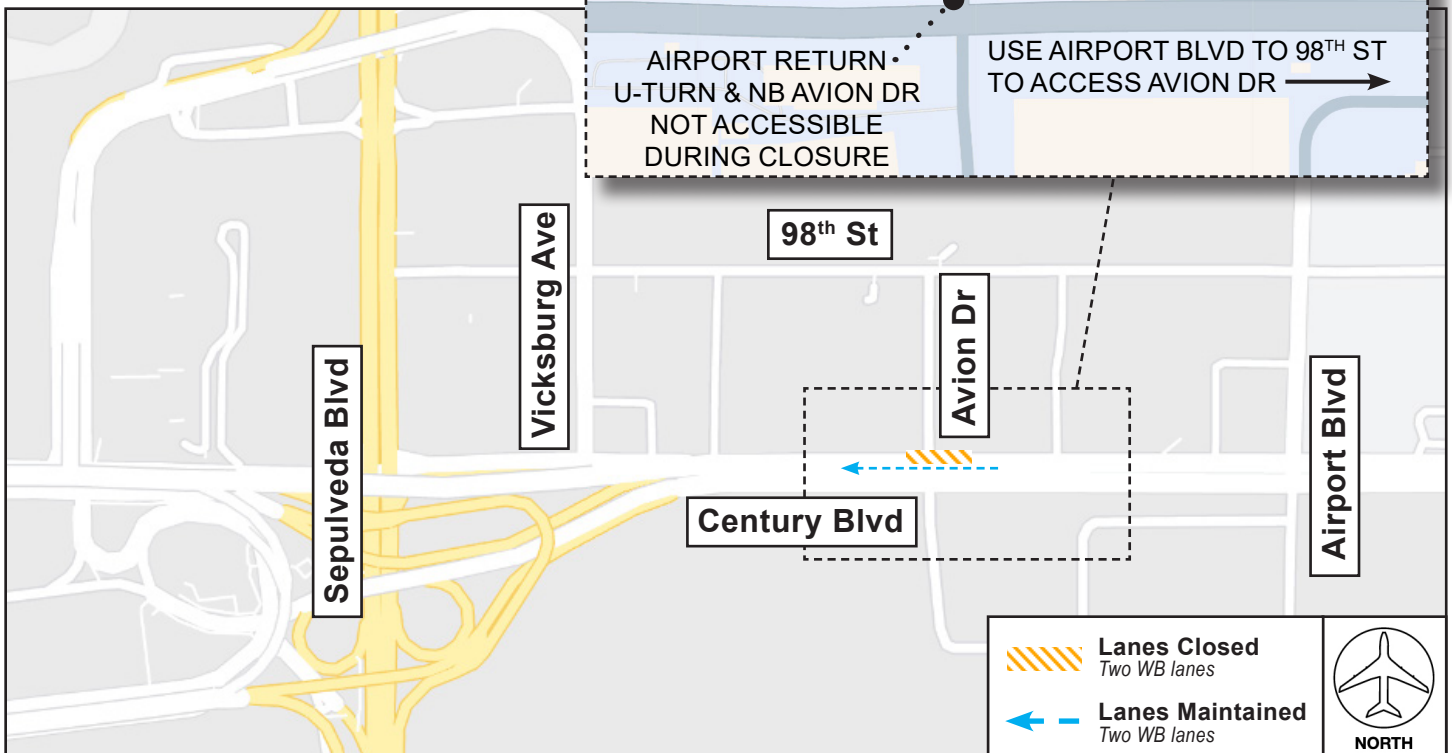 AIRPORT RETURN
U-TURN & NB AVION DR
NOT ACCESSIBLE
DURING CLOSURE
USE AIRPORT BLVD TO 98TH ST
TO ACCESS AVION DR
98th St
Vicksburg Ave
Avion Dr
Sepulveda Blvd
Airport Blvd
Century Blvd
Lanes Closed
Two WB lanes
Lanes Maintained
Two WB lanes
NORTH